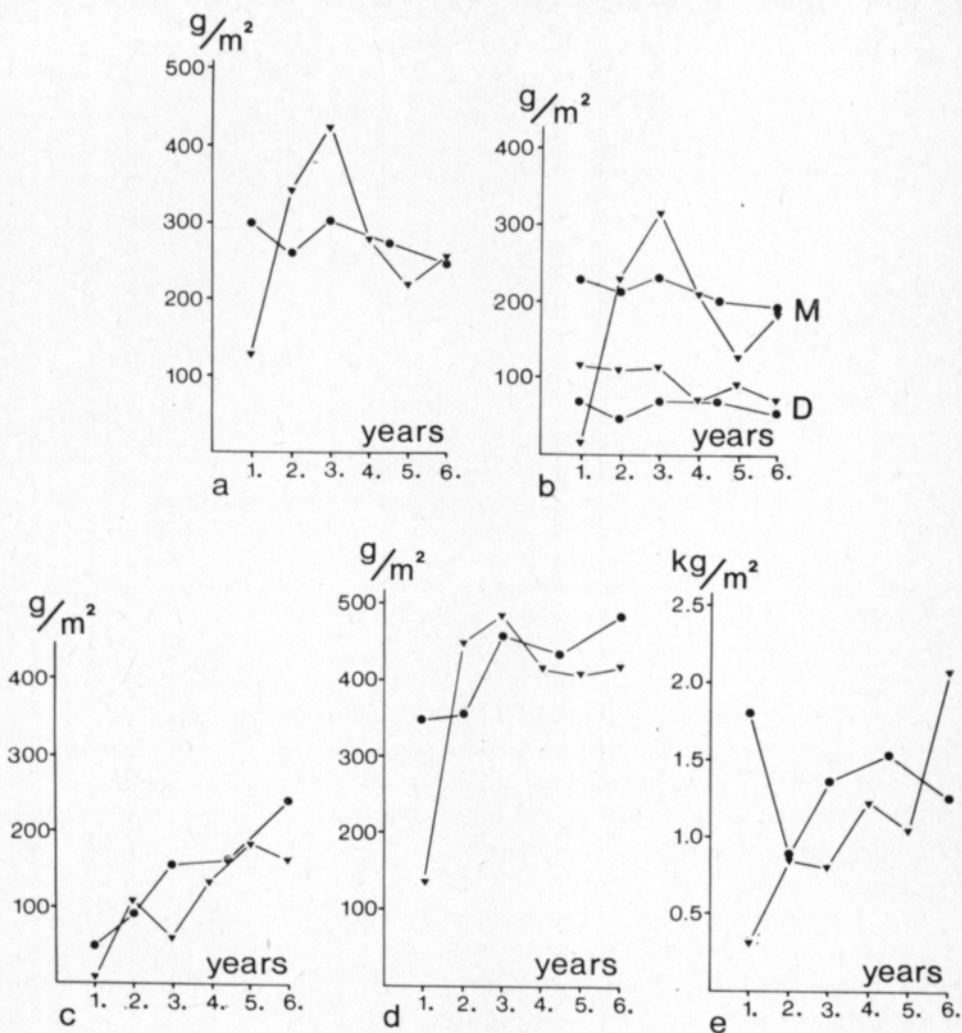 g/m²
500
400
300
200
100
years
1. 2. 3. 4. 5. 6.
a
g/m²
400
300
200
100
M
D
years
1. 2. 3. 4. 5. 6.
b
g/m²
400
300
200
100
years
1. 2. 3. 4. 5. 6.
c
g/m²
500
400
300
200
100
years
1. 2. 3. 4. 5. 6.
d
kg/m²
2.5
2.0
1.5
1.0
0.5
years
1. 2. 3. 4. 5. 6.
e